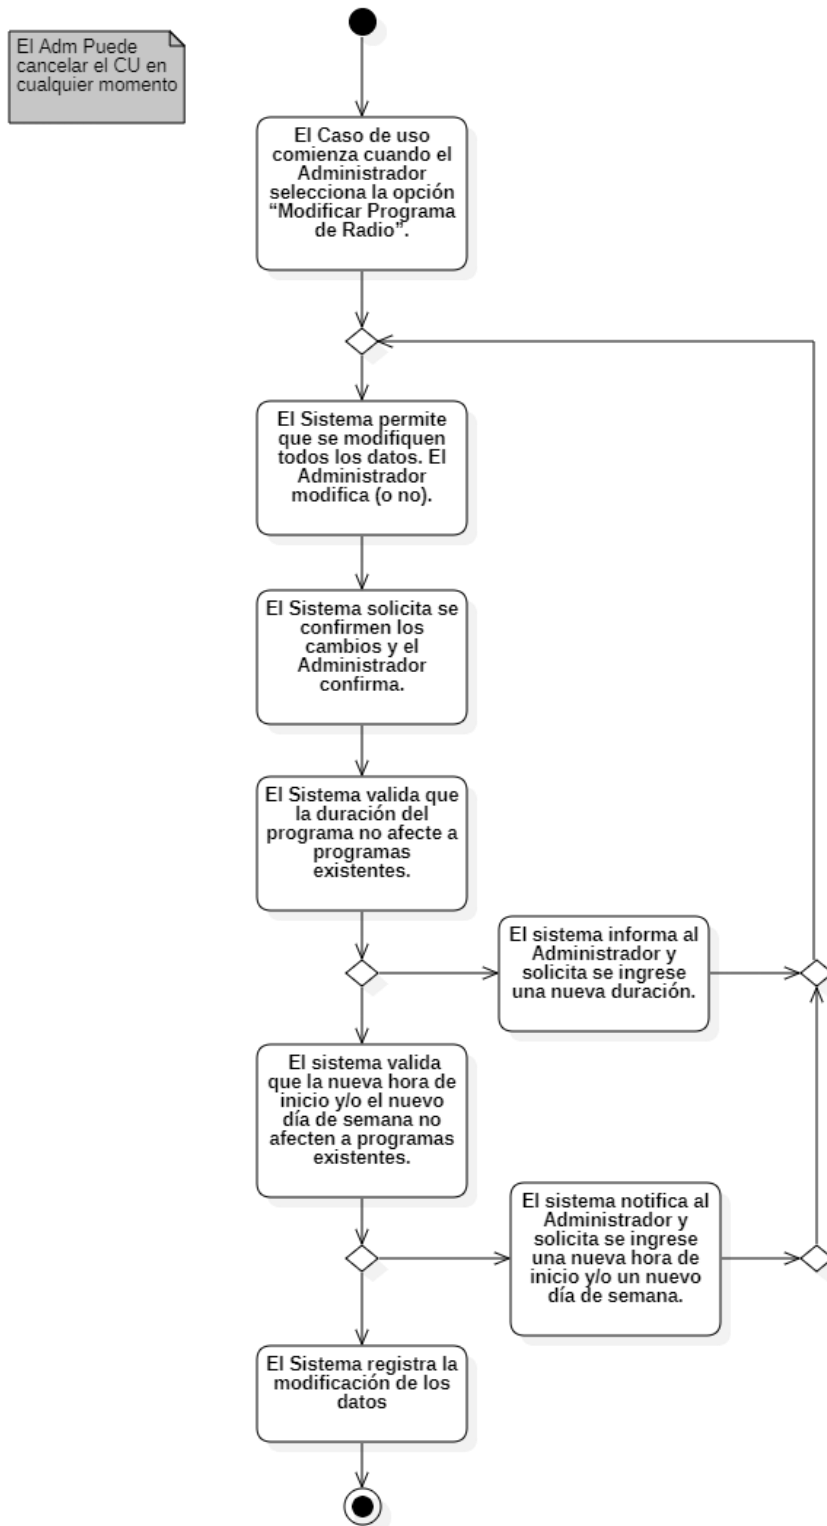 El Adm Puede
cancelar el CU en
cualquier momento
El Caso de uso
comienza cuando el
Administrador
selecciona la opción
“Modificar Programa
de Radio”.
El Sistema permite
que se modifiquen
todos los datos. El
Administrador
modifica (o no).
El Sistema solicita se
confirmen los
cambios y el
Administrador
confirma.
El Sistema valida que
la duración del
programa no afecte a
programas
existentes.
El sistema informa al
Administrador y
solicita se ingrese
una nueva duración.
El sistema valida
que la nueva hora de
inicio y/o el nuevo
día de semana no
afecten a programas
existentes.
El sistema notifica al
Administrador y
solicita se ingrese
una nueva hora de
inicio y/o un nuevo
día de semana.
El Sistema registra la
modificación de los
datos